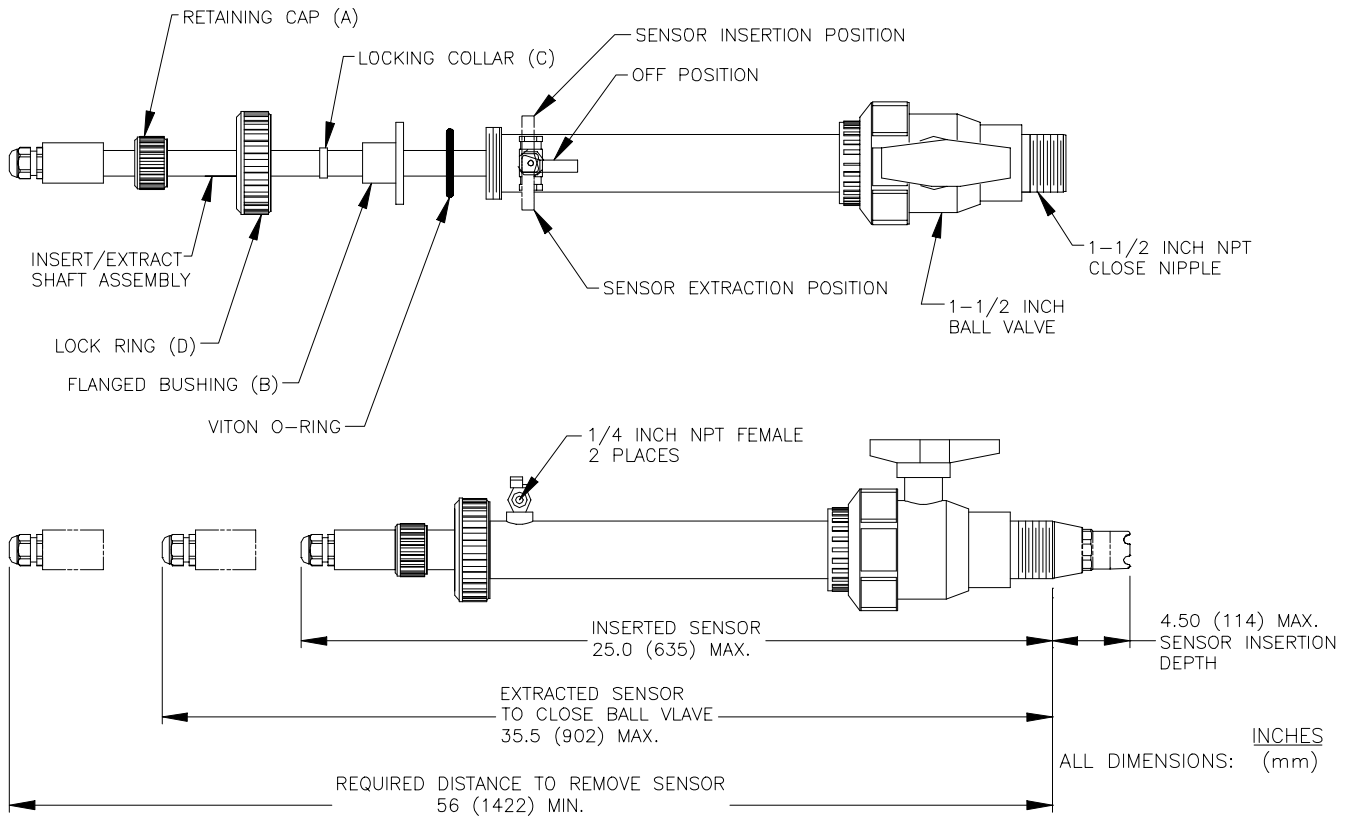 RETAINING CAP (A)
LOCKING COLLAR (C)
SENSOR INSERTION POSITION
OFF POSITION
INSERT/EXTRACT
SHAFT ASSEMBLY
LOCK RING (D)
FLANGED BUSHING (B)
VITON O-RING
SENSOR EXTRACTION POSITION
1-1/2 INCH NPT
CLOSE NIPPLE
1-1/2 INCH
BALL VALVE
1/4 INCH NPT FEMALE
2 PLACES
INSERTED SENSOR
25.0 (635) MAX.
4.50 (114) MAX.
SENSOR INSERTION
DEPTH
EXTRACTED SENSOR
TO CLOSE BALL VLAVE
35.5 (902) MAX.
REQUIRED DISTANCE TO REMOVE SENSOR
56 (1422) MIN.
INCHES
ALL DIMENSIONS: (mm)